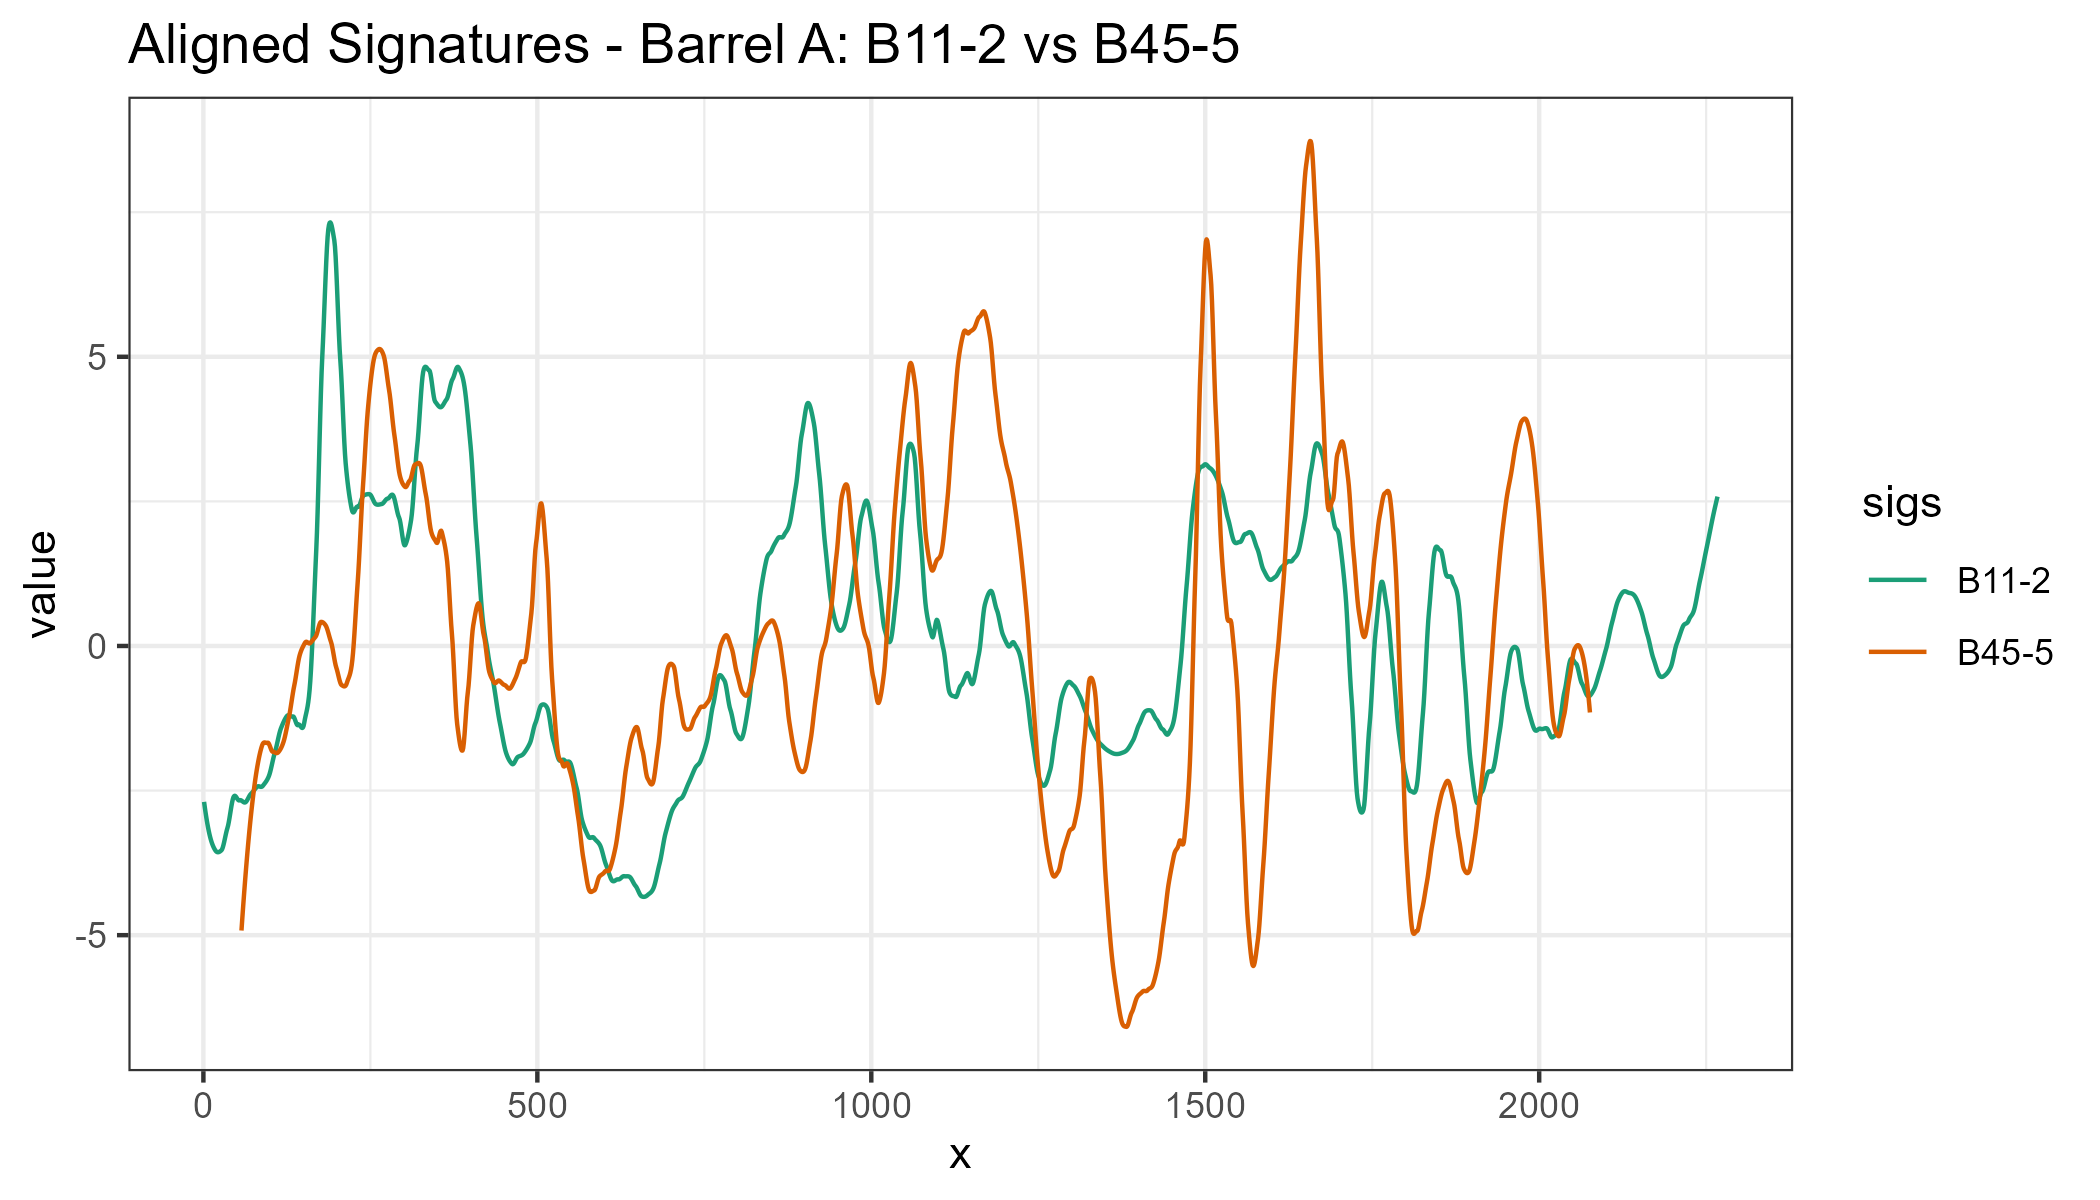 Aligned Signatures - Barrel A: B11-2 vs B45-5
value
5
0
-5
0
500
1000
1500
2000
x
sigs
B11-2
B45-5